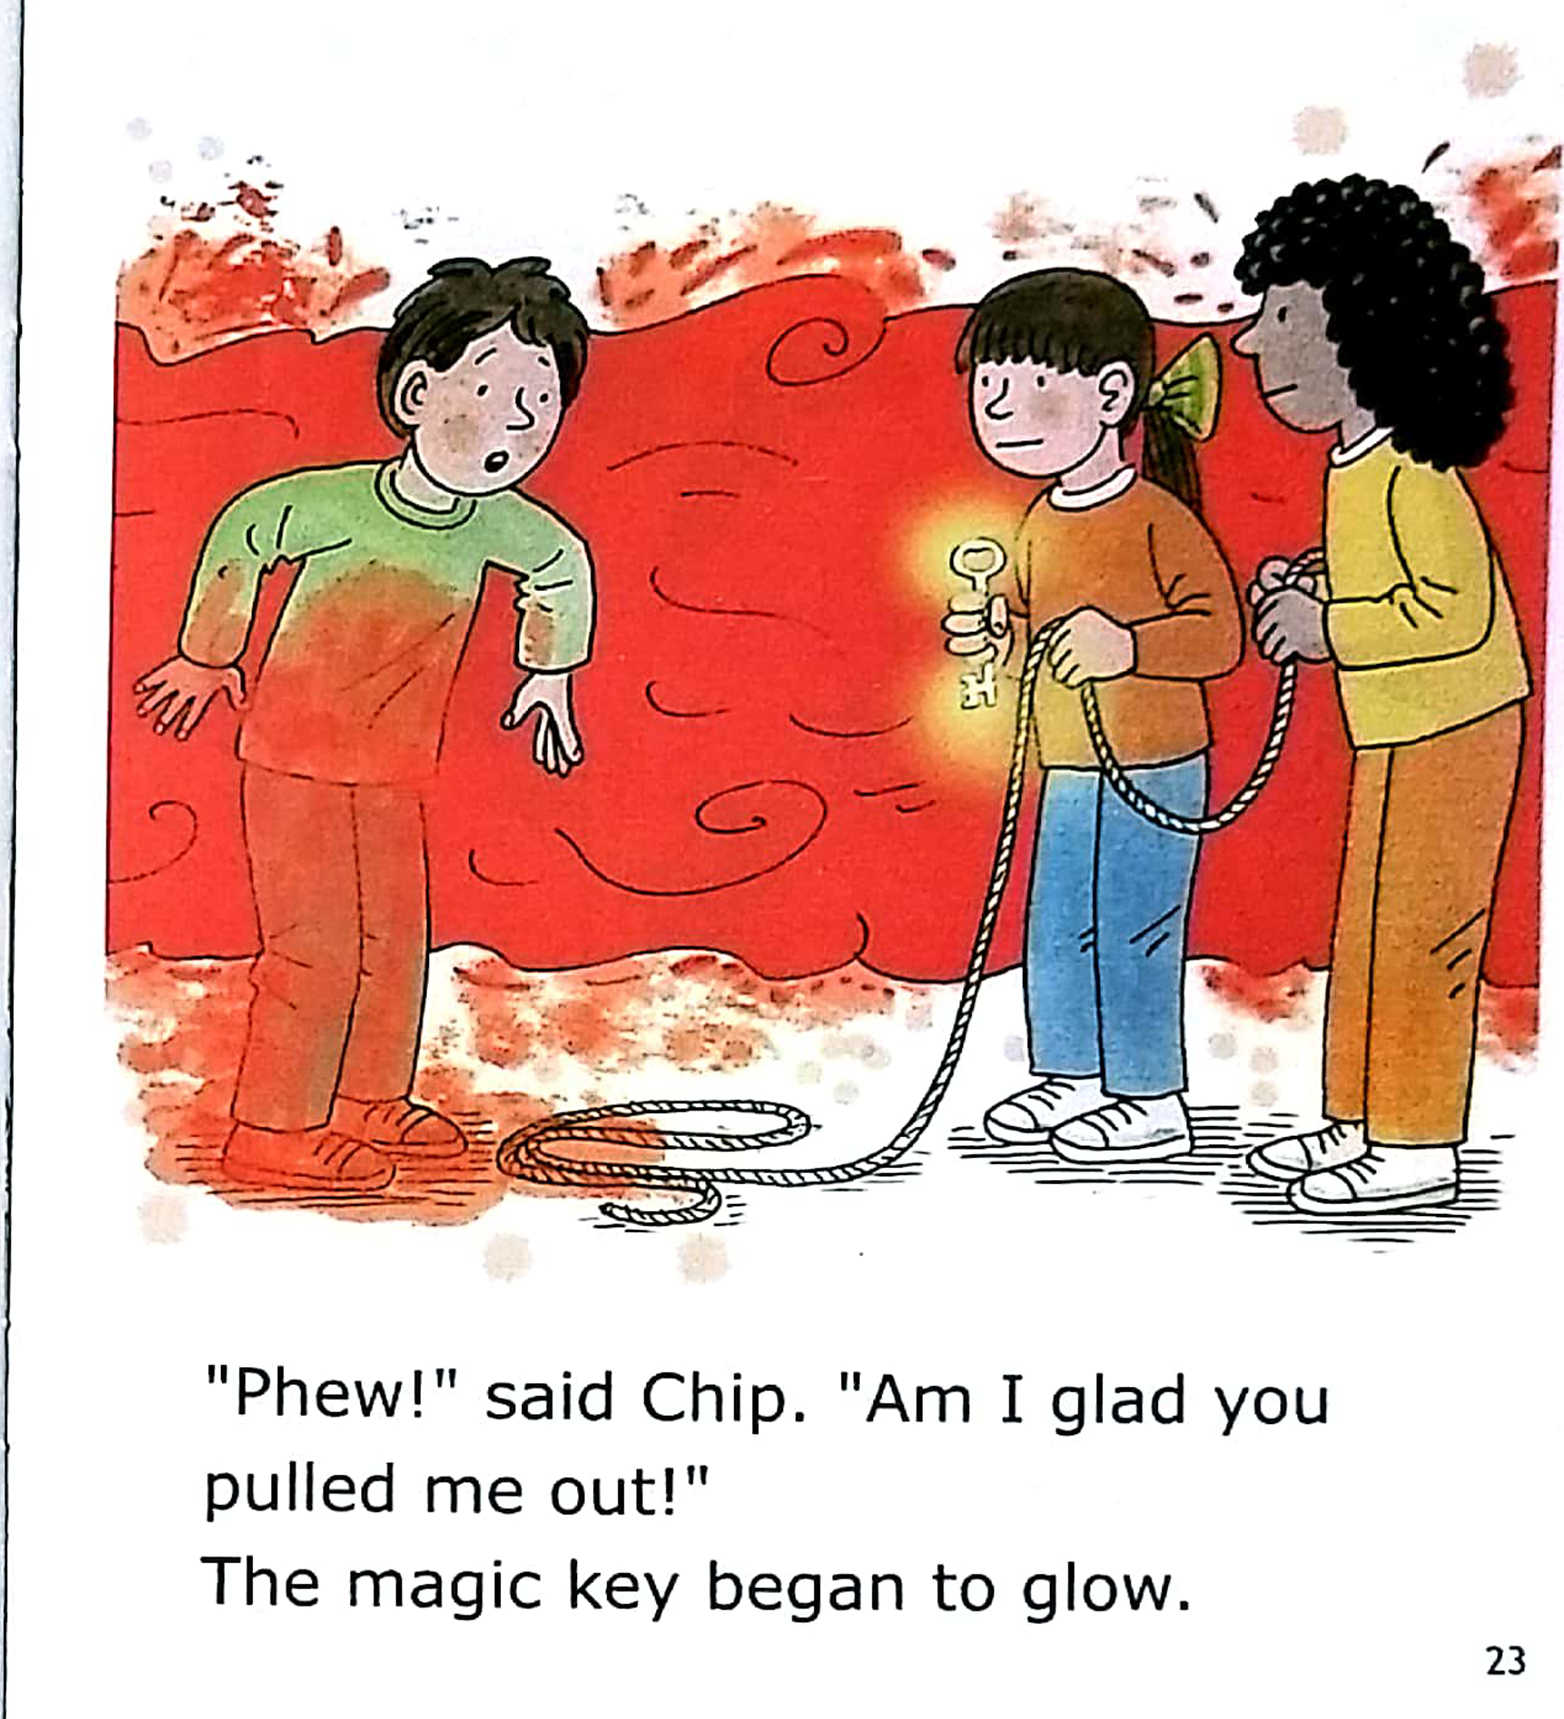 "Phew!" said Chip. "Am I glad you
pulled me out!"
The magic key began to glow.
23